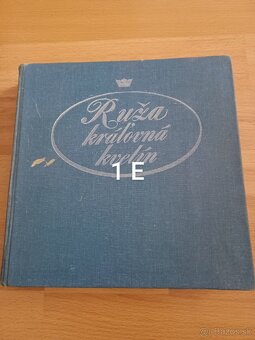 Ruža
kráľovná
kvetín
1 E